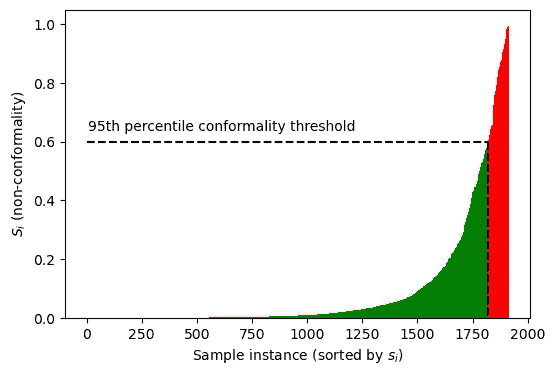 1.0
0.8
0.6
0.4
0.2
0.0
S_i (non-conformality)
95th percentile conformality threshold
0 250 500 750 1000 1250 1500 1750 2000
Sample instance (sorted by s_i)